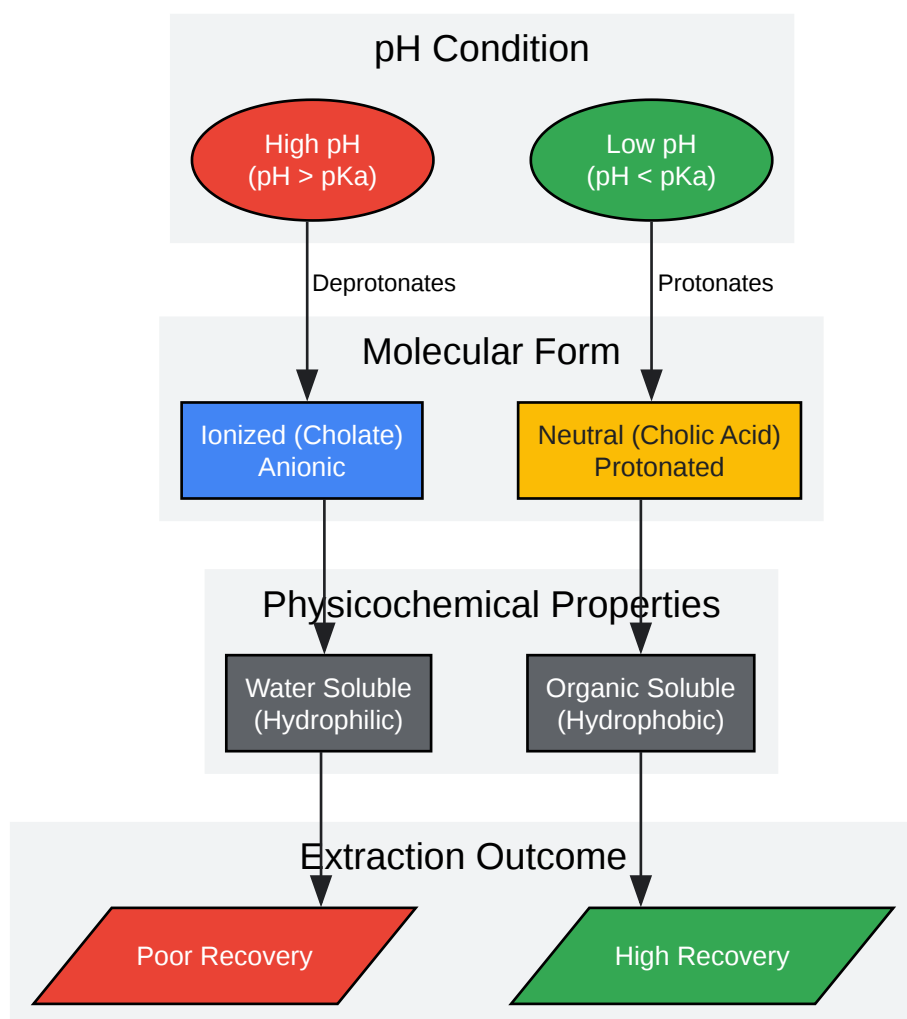 pH Condition
High pH
(pH > pKa)
Low pH
(pH < pKa)
Deprotonates
Protonates
Molecular Form
Ionized (Cholate)
Anionic
Neutral (Cholic Acid)
Protonated
Physicochemical Properties
Water Soluble
(Hydrophilic)
Organic Soluble
(Hydrophobic)
Extraction Outcome
Poor Recovery
High Recovery